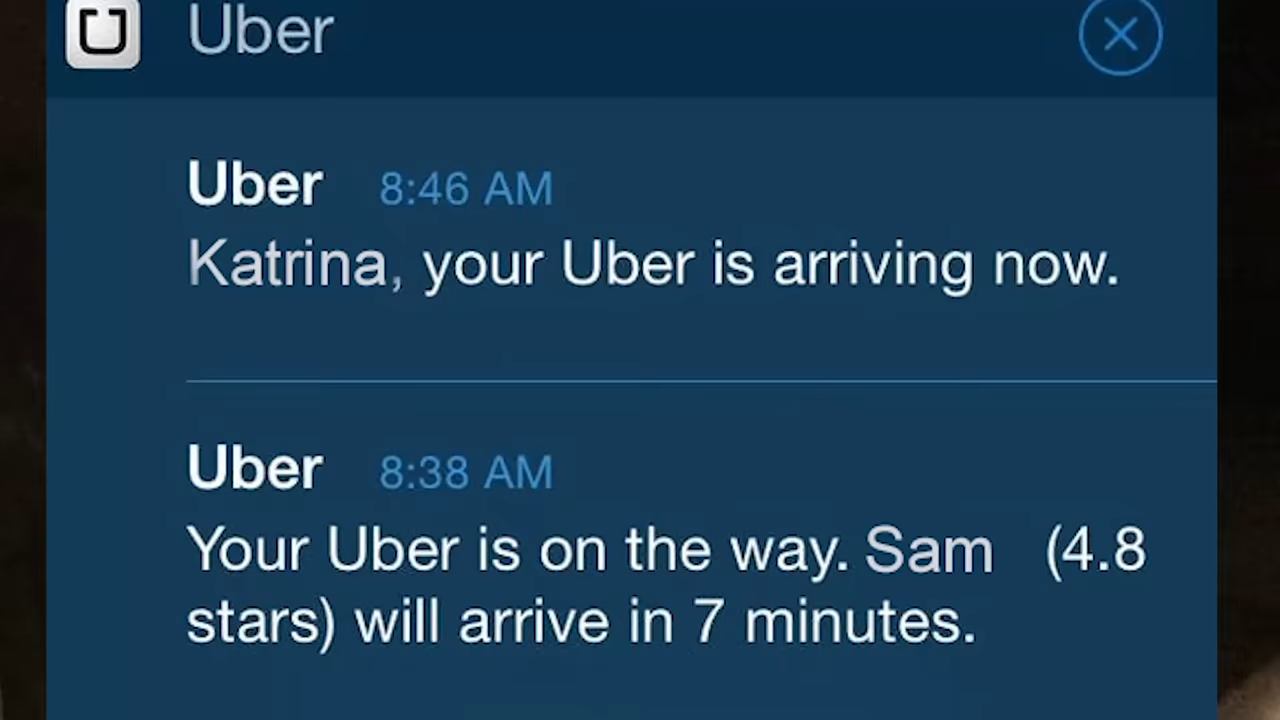 Uber
Uber 8:46 AM
Katrina, your Uber is arriving now.
Uber 8:38 AM
Your Uber is on the way. Sam (4.8
stars) will arrive in 7 minutes.